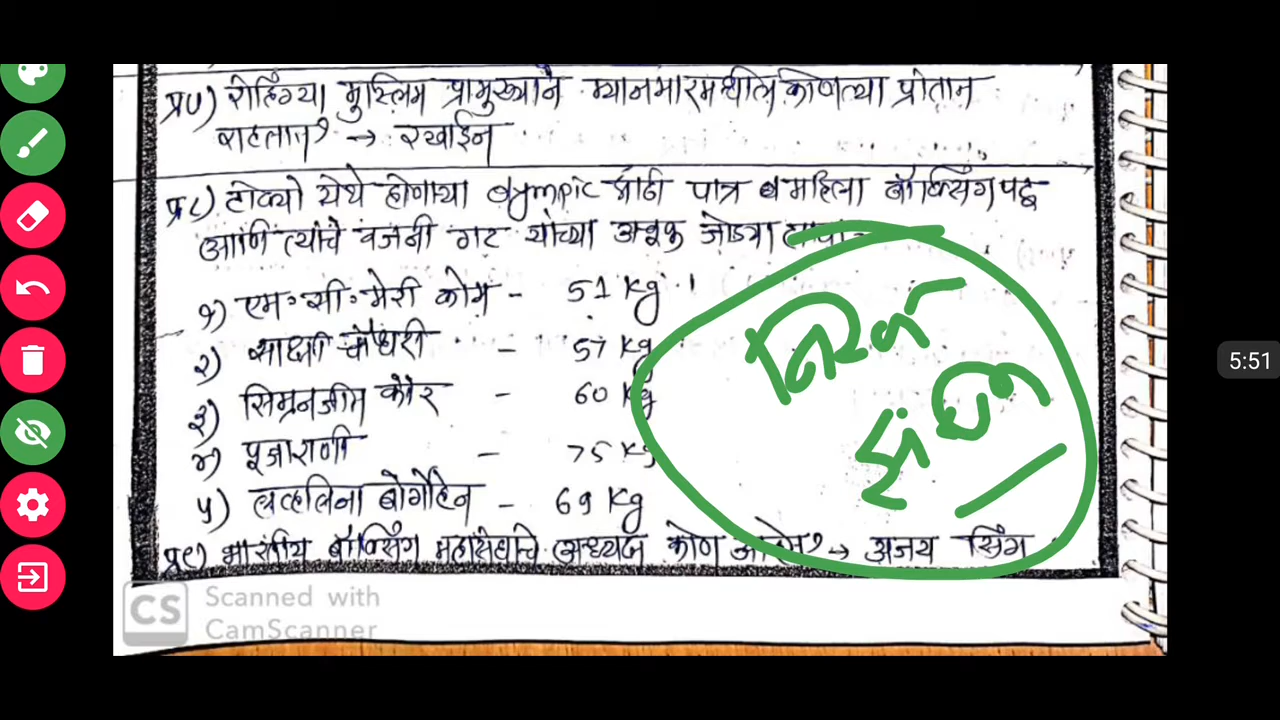 प्र७) रोहिंग्या मुस्लिम प्रामुख्याने म्यानमारमधील कोणत्या प्रांतात
राहतात? → रखाईन
प्र८) टोक्यो येथे होणाऱ्या Olympic साठी पात्र व महिला बॉक्सिंगपटू
आणि त्यांचे वजनी गट यांच्या अचूक जोड्या लावा.
१) एम. सी. मेरी कोम - 51 Kg
२) साक्षी चौधरी - 57 Kg
३) सिम्रनजीत कौर - 60 Kg
४) पूजाराणी - 75 Kg
५) लव्हलिना बोर्गोहेन - 69 Kg
प्र९) भारतीय बॉक्सिंग महासंघाचे अध्यक्ष कोण आहेत? → अजय सिंग
CS Scanned with
CamScanner
5:51